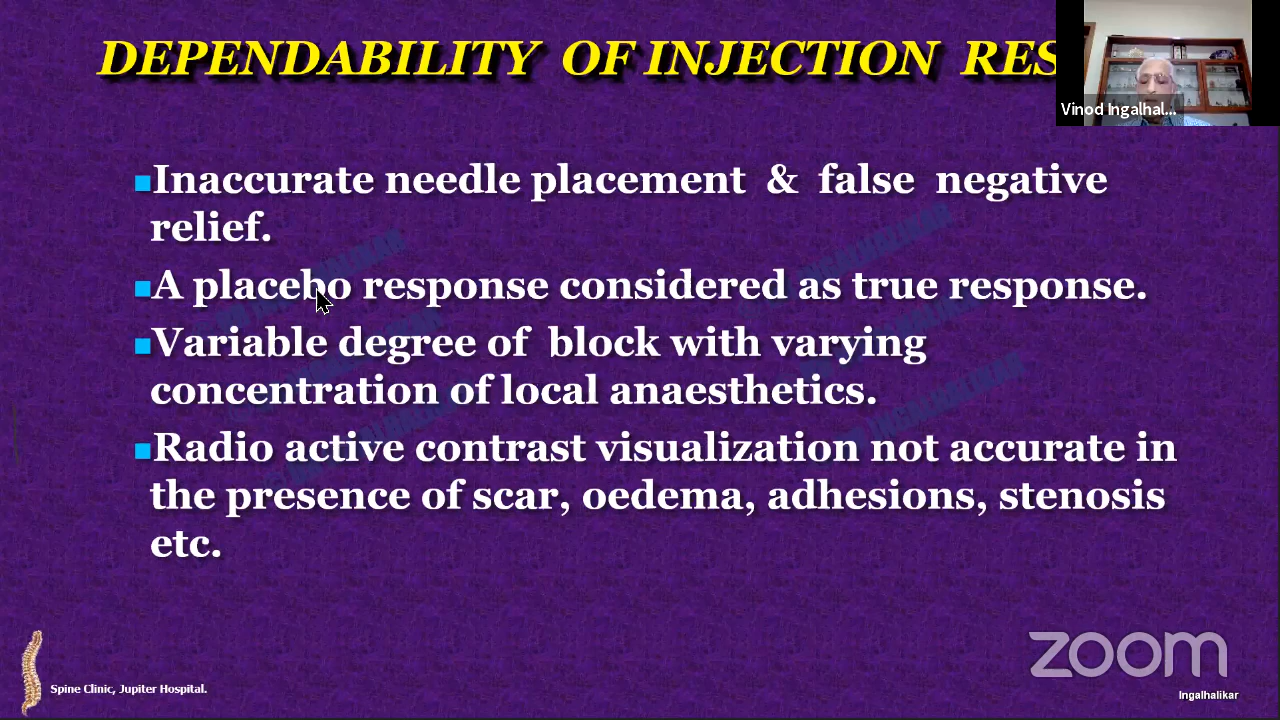 DEPENDABILITY OF INJECTION RES
Vinod Ingalhal...
■Inaccurate needle placement & false negative
relief.
■A placebo response considered as true response.
■Variable degree of block with varying
concentration of local anaesthetics.
■Radio active contrast visualization not accurate in
the presence of scar, oedema, adhesions, stenosis
etc.
zoom
Spine Clinic, Jupiter Hospital.
Ingalhalikar